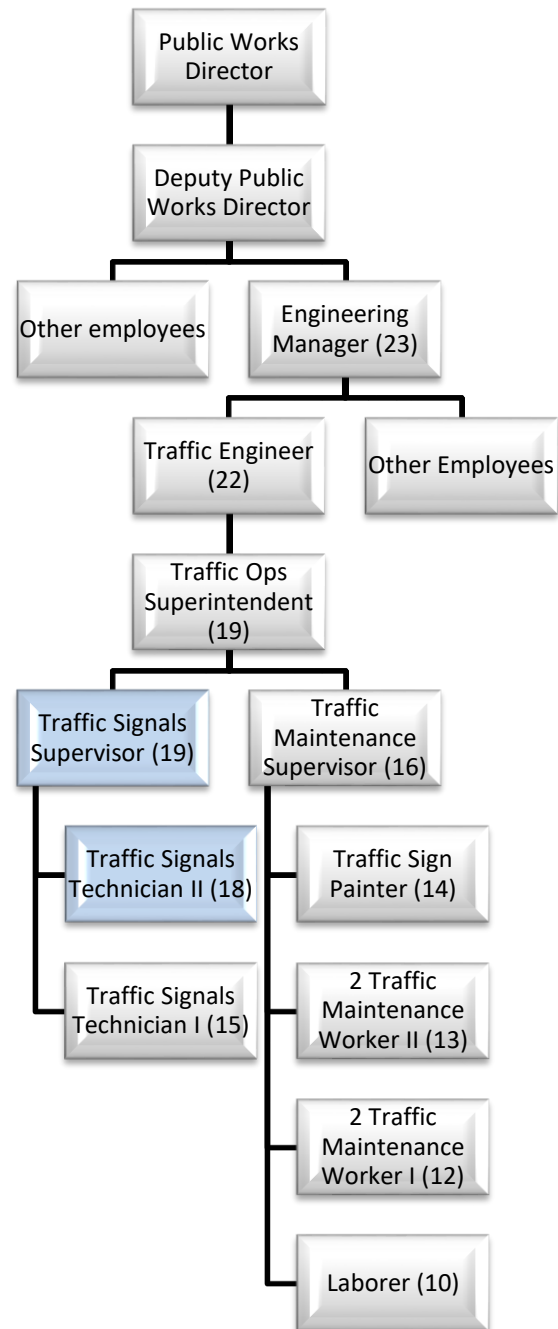 Public Works
Director
Deputy Public
Works Director
Other employees
Engineering
Manager (23)
Traffic Engineer
(22)
Other Employees
Traffic Ops
Superintendent
(19)
Traffic Signals
Supervisor (19)
Traffic
Maintenance
Supervisor (16)
Traffic Signals
Technician II (18)
Traffic Sign
Painter (14)
Traffic Signals
Technician I (15)
2 Traffic
Maintenance
Worker II (13)
2 Traffic
Maintenance
Worker I (12)
Laborer (10)